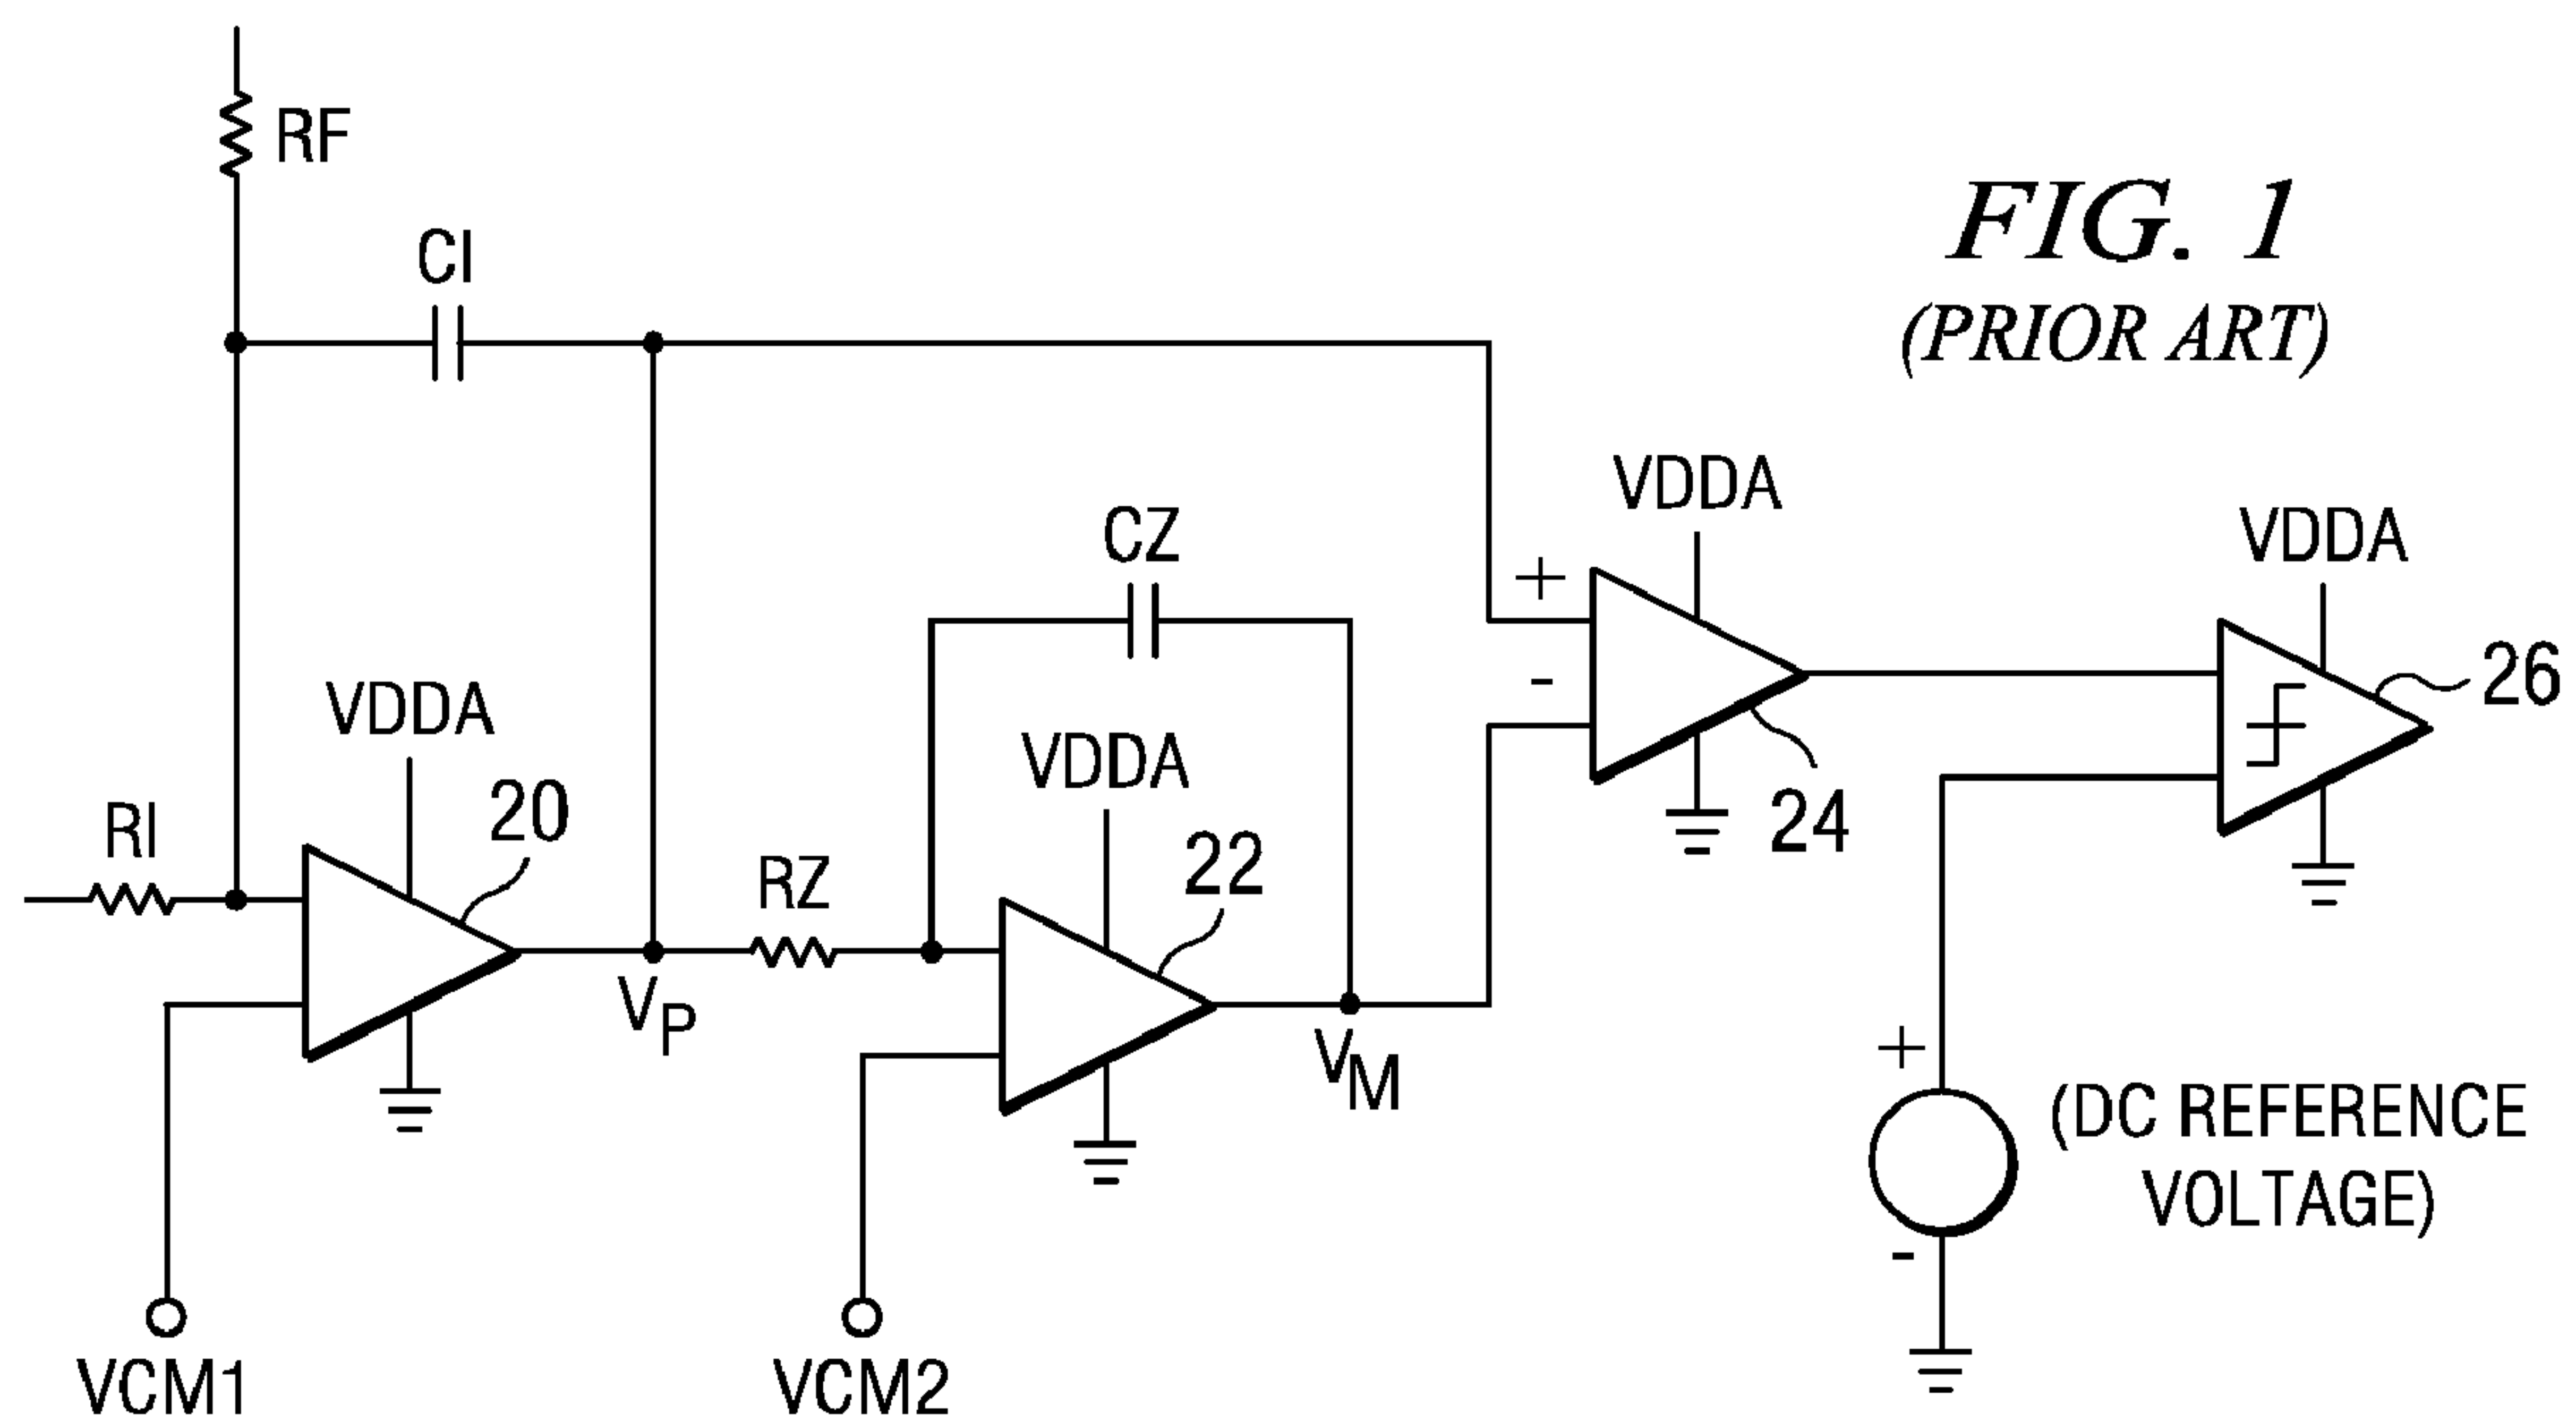 RF
FIG. 1
(PRIOR ART)
CI
VDDA
CZ
VDDA
+
-
26
VDDA
24
RI
20
VDDA
RZ
22
VP
VM
+
(DC REFERENCE
VOLTAGE)
-
VCM1
VCM2